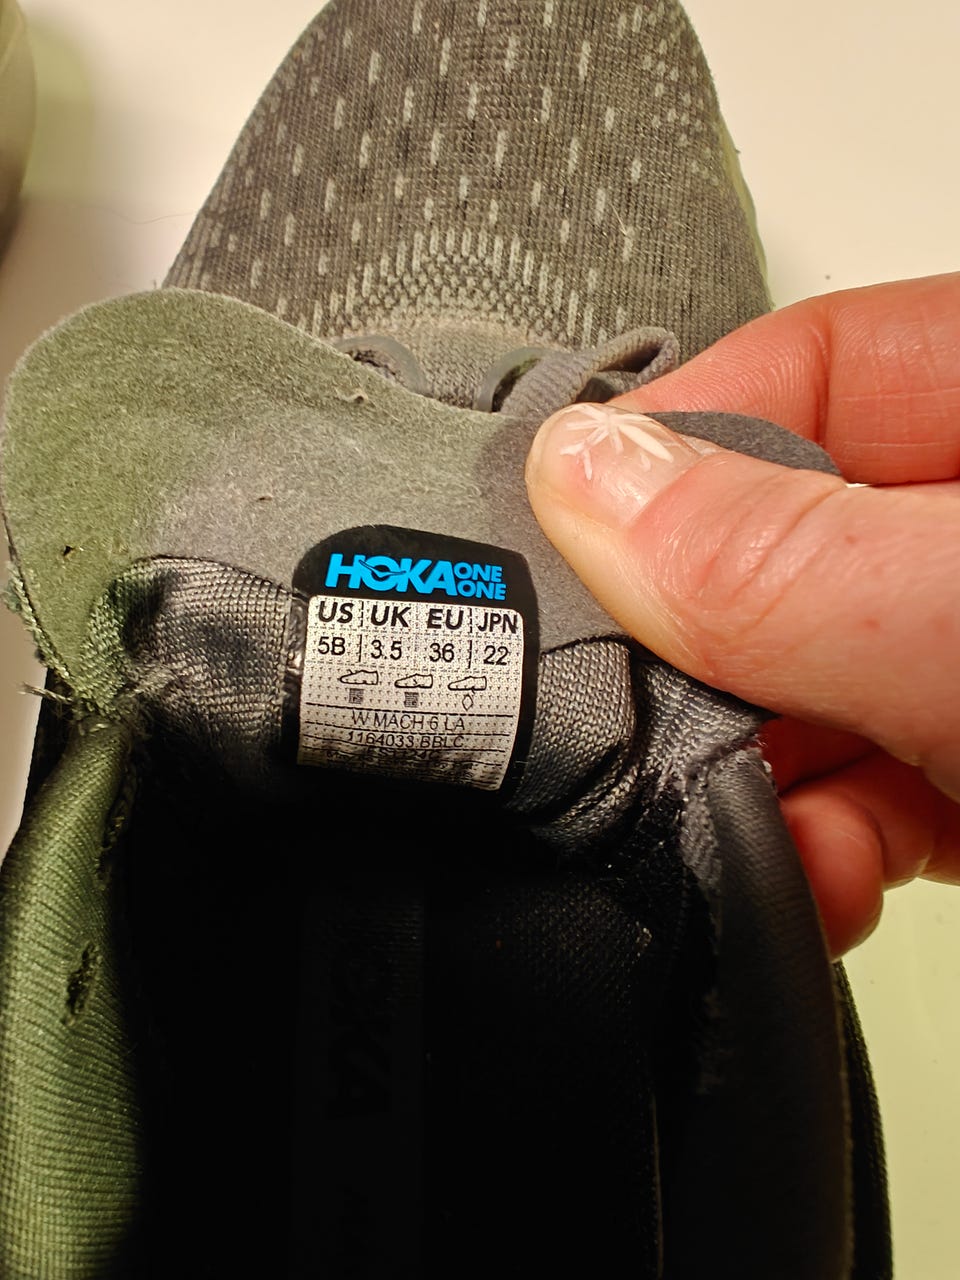 HOKA ONE ONE
US | UK EU | JPN
5B | 3.5 36 | 22
W MACH 6 LA
1164033 BBLC